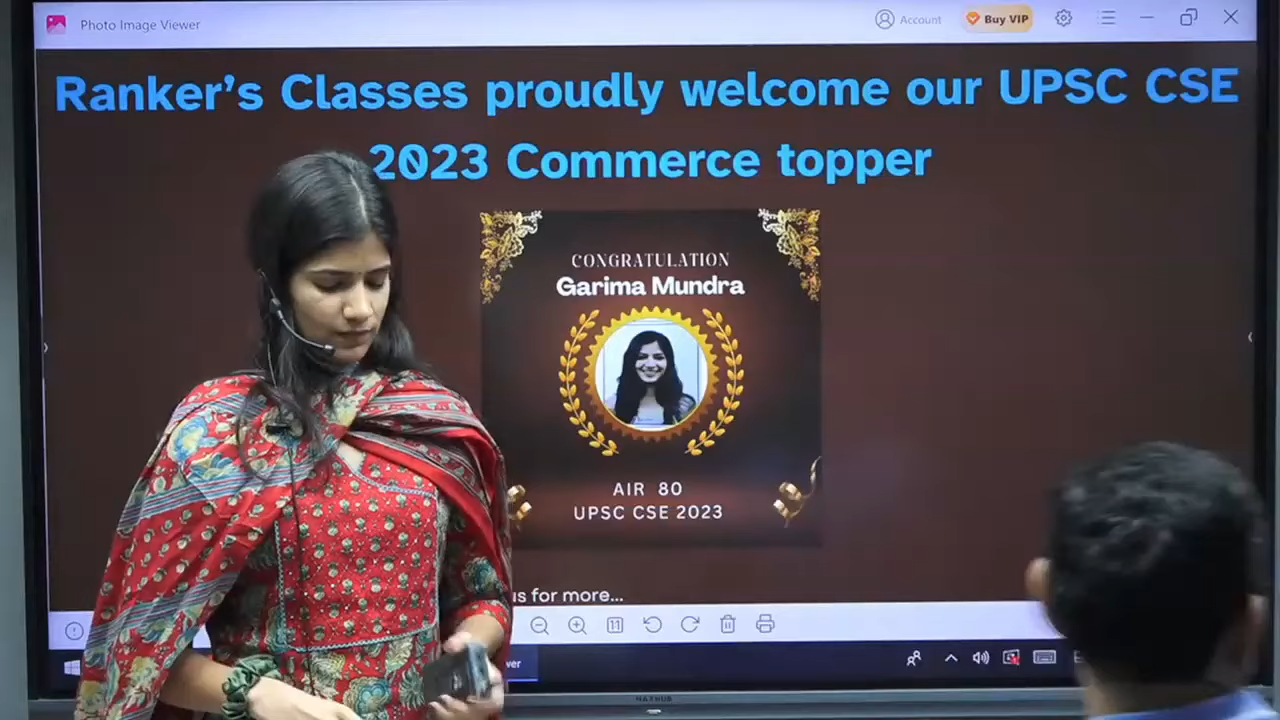 Photo Image Viewer
Account
Buy VIP
Ranker's Classes proudly welcome our UPSC CSE
2023 Commerce topper
CONGRATULATION
Garima Mundra
AIR 80
UPSC CSE 2023
us for more...